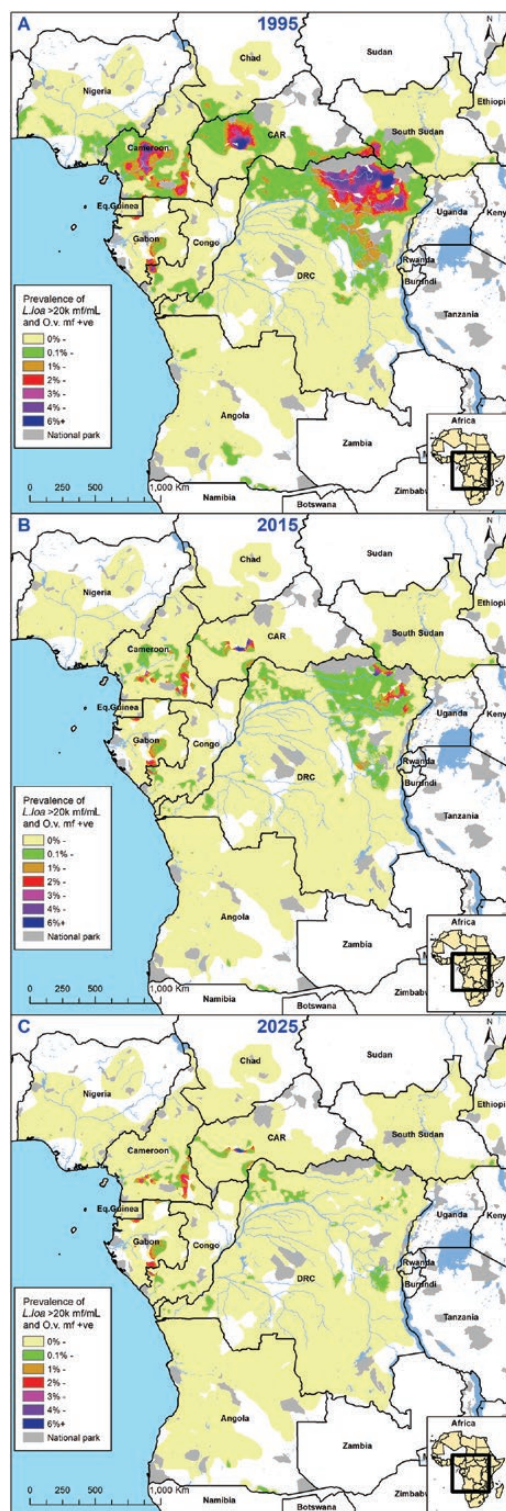 A
1995
N
Chad
Sudan
Nigeria
Ethiopi
CAR
South Sudan
Cameroon
Eq.Guinea
Uganda
Keny
Gabon
Congo
DRC
Rwanda
Burundi
Tanzania
Prevalence of
L.loa >20k mf/mL
and O.v. mf +ve
0% -
0.1% -
1% -
2% -
3% -
4% -
6%+
National park
Angola
Zambia
Africa
0 250 500 1,000 Km
Namibia
Botswana
Zimbab
B
2015
N
Chad
Sudan
Nigeria
Ethiopi
CAR
South Sudan
Cameroon
Eq.Guinea
Uganda
Keny
Gabon
Congo
DRC
Rwanda
Burundi
Tanzania
Prevalence of
L.loa >20k mf/mL
and O.v. mf +ve
0% -
0.1% -
1% -
2% -
3% -
4% -
6%+
National park
Angola
Zambia
Africa
M
0 250 500 1,000 Km
Namibia
Botswana
Zimbab
C
2025
N
Chad
Sudan
Nigeria
Ethiopi
CAR
South Sudan
Cameroon
Eq.Guinea
Uganda
Keny
Gabon
Congo
DRC
Rwanda
Burundi
Tanzania
Prevalence of
L.loa >20k mf/mL
and O.v. mf +ve
0% -
0.1% -
1% -
2% -
3% -
4% -
6%+
National park
Angola
Zambia
Africa
M
0 250 500 1,000 Km
Namibia
Botswana
Zimbab